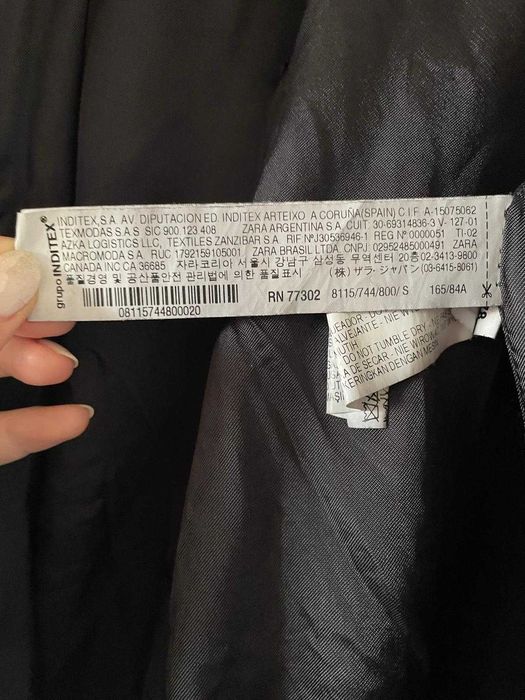 grupo INDITEX®
INDITEX,S.A. AV. DIPUTACION ED. INDITEX ARTEIXO A CORUÑA(SPAIN) C I F A-15075062
TEXMODAS S.A.S SIC 900.123 408 ZARA ARGENTINA S.A. CUIT 30-69314836-3 V-127-01
AZKA LOGISTICS LLC, TEXTILES ZANZIBAR S.A. RIF NºJ30536946-1 REG Nº0000051 TI-02
MACROMODA S.A. RUC 1792159105001 ZARA BRASIL LTDA CNPJ 02952485000491 ZARA
CANADA INC CA 36685 자라코리아 서울시 강남구 삼성동 무역센터 20층 02-3413-9800
품질경영 및 공산품안전 관리법에 의한 품질표시 (株) ザラ・ジャパン (03-6415-8061)
RN 77302 8115/744/800/ S 165/84A
08115744800020
DO NOT TUMBLE DRY
A DE SECAR
KERINGKAN DENGAN MESIN